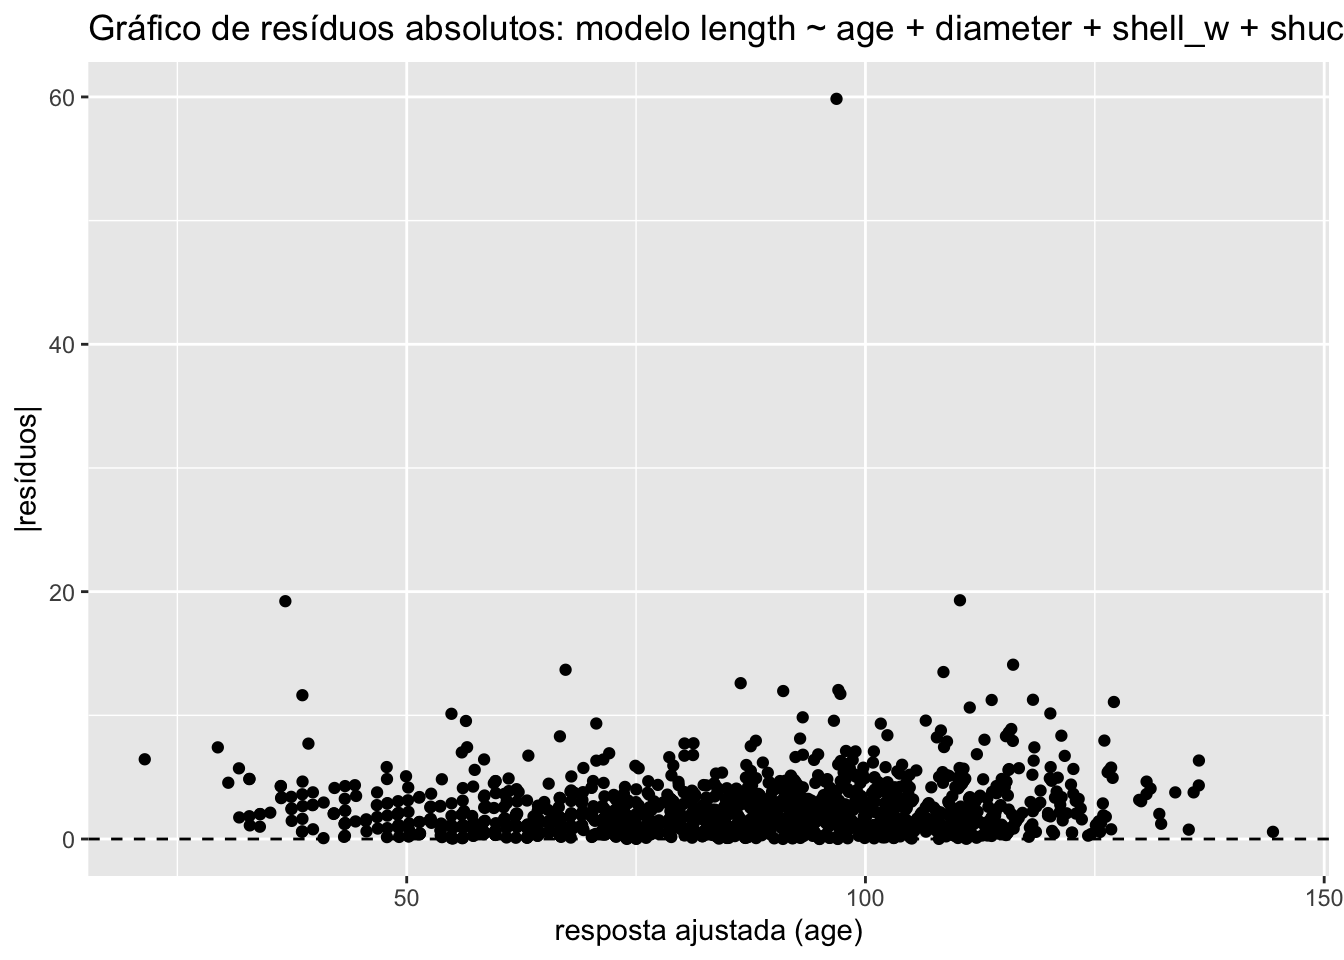 Gráfico de resíduos absolutos: modelo length ~ age + diameter + shell_w + shuc
60
40
20
0
|resíduos|
50
100
150
resposta ajustada (age)